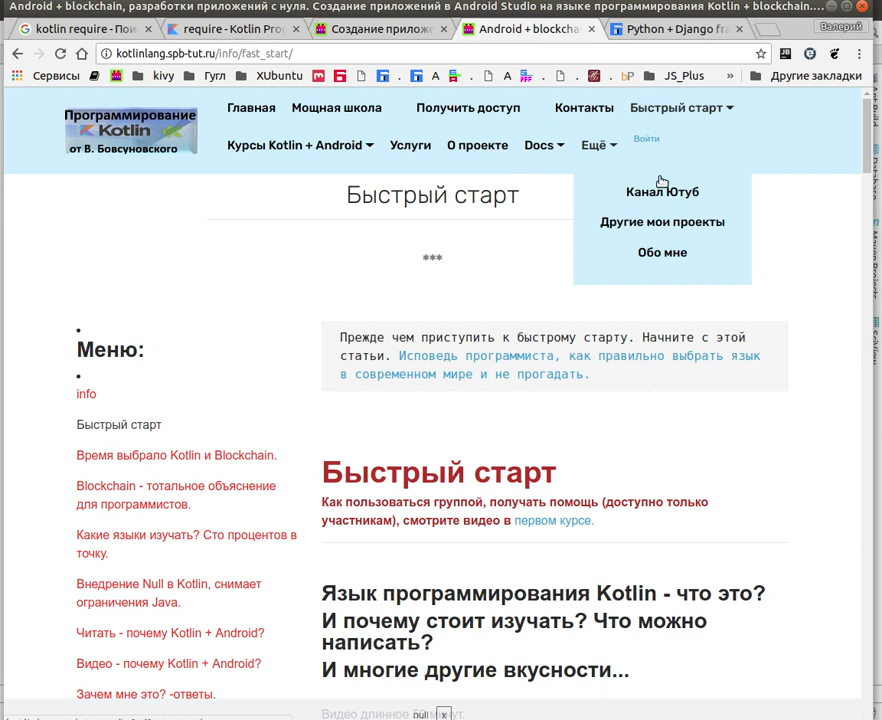 Android + blockchain, разработки приложений с нуля. Создание приложений в Android Studio на языке программирования Kotlin + blockchain....
kotlin require - Пои
require - Kotlin Prog
Создание приложе
Android + blockcha
Python + Django fra
Валерий
kotlinlang.spb-tut.ru/info/fast_start/
Сервисы
kivy
Гугл
XUbuntu
A
A
bP
JS_Plus
»
Другие закладки
Программирование
Kotlin
от В. Бовсуновского
Главная Мощная школа Получить доступ Контакты Быстрый старт
Курсы Kotlin + Android Услуги О проекте Docs Ещё Войти
Канал Ютуб
Другие мои проекты
Обо мне
Быстрый старт
***
Меню:
info
Быстрый старт
Время выбрало Kotlin и Blockchain.
Blockchain - тотальное объяснение
для программистов.
Какие языки изучать? Сто процентов в
точку.
Внедрение Null в Kotlin, снимает
ограничения Java.
Читать - почему Kotlin + Android?
Видео - почему Kotlin + Android?
Зачем мне это? -ответы.
Прежде чем приступить к быстрому старту. Начните с этой
статьи. Исповедь программиста, как правильно выбрать язык
в современном мире и не прогадать.
Быстрый старт
Как пользоваться группой, получать помощь (доступно только
участникам), смотрите видео в первом курсе.
Язык программирования Kotlin - что это?
И почему стоит изучать? Что можно
написать?
И многие другие вкусности...
Видео длинное
null x